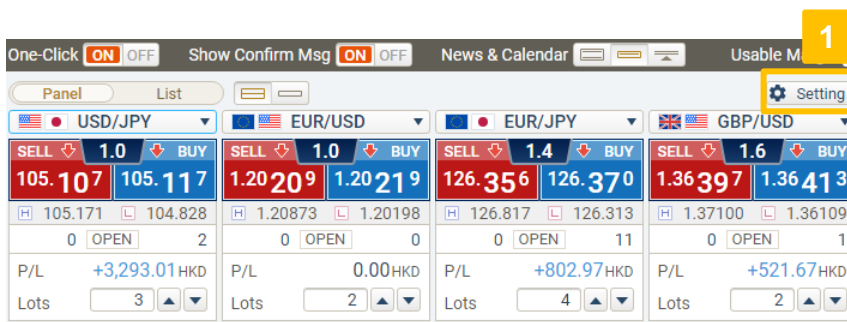 1
One-Click ON OFF Show Confirm Msg ON OFF News & Calendar Usable
Panel List Setting
USD/JPY EUR/USD EUR/JPY GBP/USD
SELL 1.0 BUY SELL 1.0 BUY SELL 1.4 BUY SELL 1.6 BUY
105.107 105.117 1.20209 1.20219 126.356 126.370 1.36397 1.36413
H 105.171 L 104.828 H 1.20873 L 1.20198 H 126.817 L 126.313 H 1.37100 L 1.36109
0 OPEN 2 0 OPEN 0 0 OPEN 11 0 OPEN 1
P/L +3,293.01HKD P/L 0.00HKD P/L +802.97HKD P/L +521.67HKD
Lots 3 Lots 2 Lots 4 Lots 2